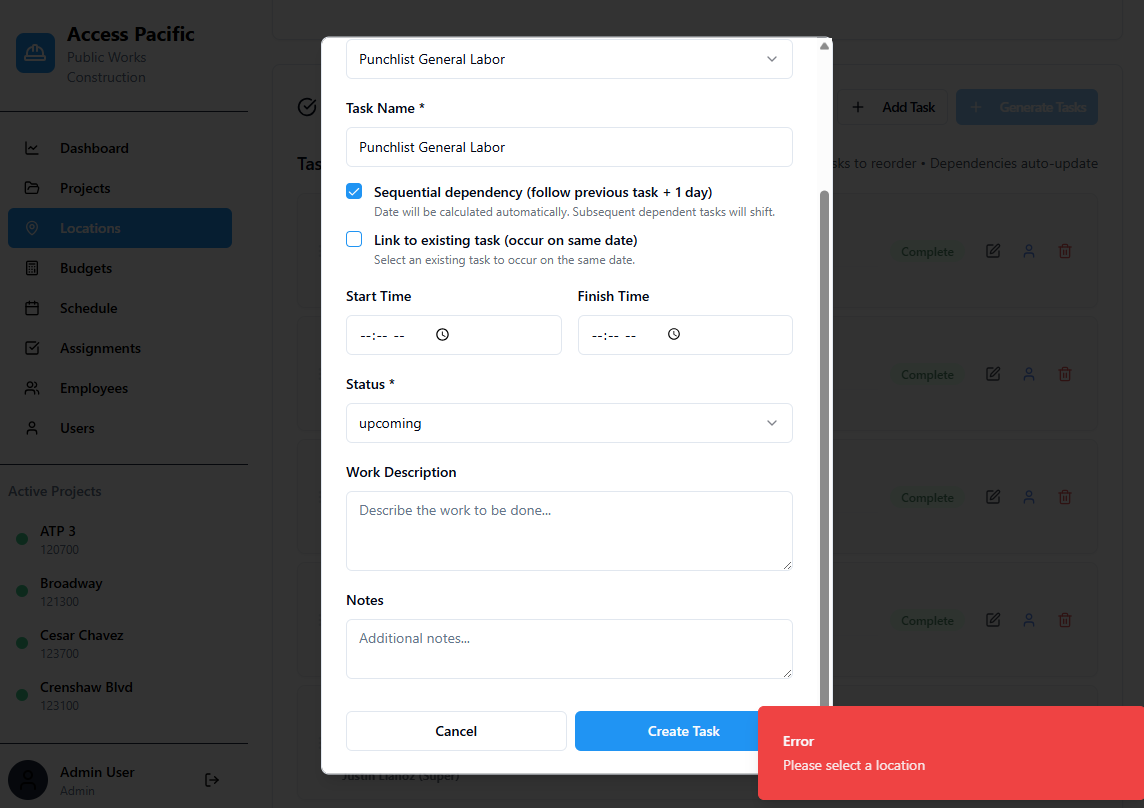 Access Pacific
Public Works
Construction
Dashboard
Projects
Locations
Budgets
Schedule
Assignments
Employees
Users
Active Projects
ATP 3
120700
Broadway
121300
Cesar Chavez
123700
Crenshaw Blvd
123100
Admin User
Admin
Add Task
Generate Tasks
Tas
sks to reorder • Dependencies auto-update
Complete
Complete
Complete
Complete
Punchlist General Labor
Task Name *
Punchlist General Labor
Sequential dependency (follow previous task + 1 day)
Date will be calculated automatically. Subsequent dependent tasks will shift.
Link to existing task (occur on same date)
Select an existing task to occur on the same date.
Start Time
Finish Time
--:-- --
--:-- --
Status *
upcoming
Work Description
Describe the work to be done...
Notes
Additional notes...
Cancel
Create Task
Error
Please select a location